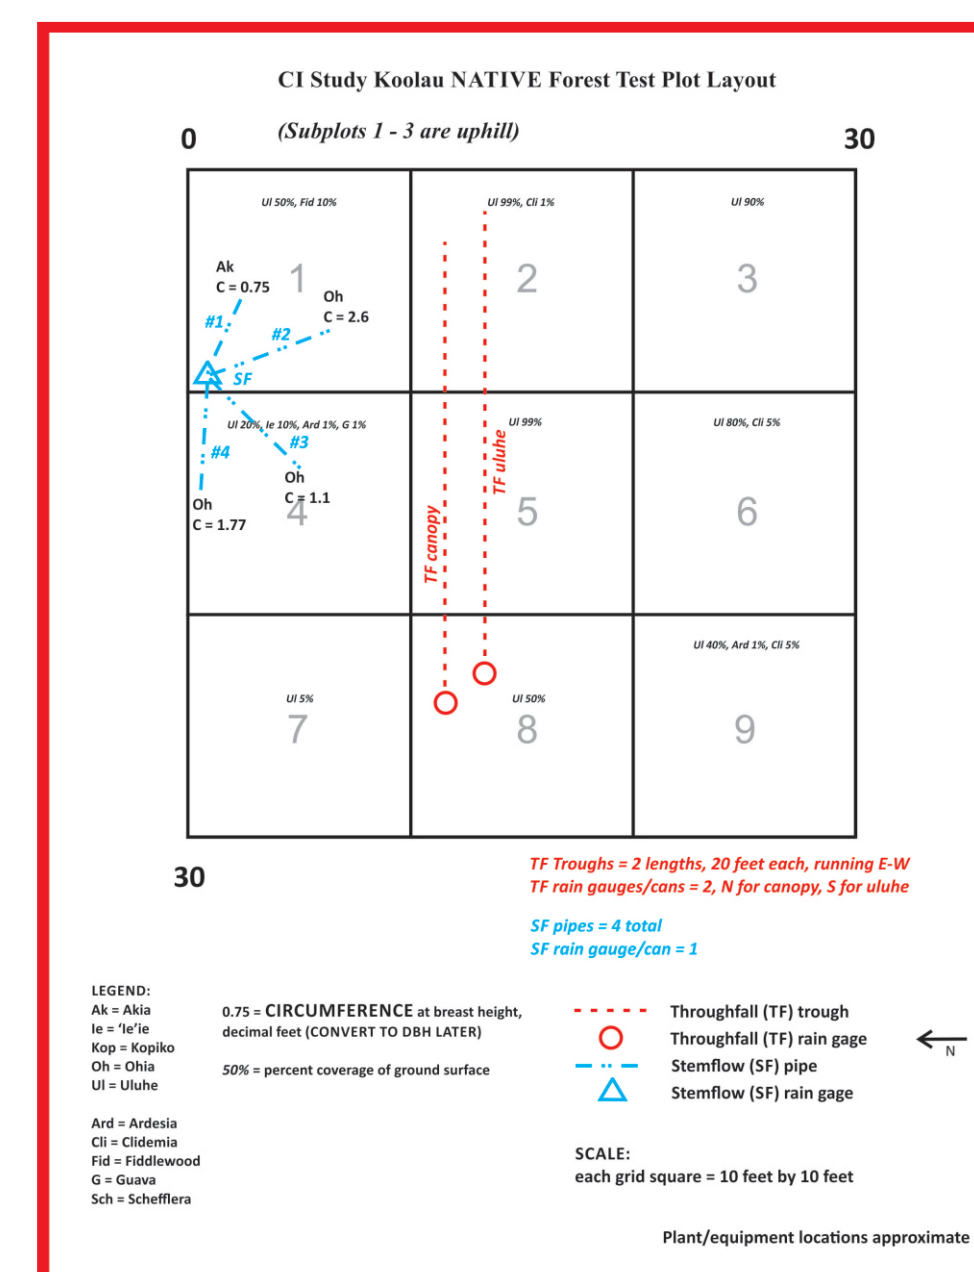 CI Study Koolau NATIVE Forest Test Plot Layout
(Subplots 1 - 3 are uphill)
0
30
Ul 50%, Fid 10%
Ul 99%, Cli 1%
Ul 90%
1
2
3
Ak
C = 0.75
Oh
C = 2.6
#1
#2
SF
Ul 20%, Ie 10%, Ard 1%, G 1%
Ul 99%
Ul 80%, Cli 5%
#3
#4
TF uluhe
Oh
C = 1.1
Oh
C = 1.77
4
5
6
TF canopy
Ul 40%, Ard 1%, Cli 5%
Ul 5%
Ul 50%
7
8
9
30
TF Troughs = 2 lengths, 20 feet each, running E-W
TF rain gauges/cans = 2, N for canopy, S for uluhe
SF pipes = 4 total
SF rain gauge/can = 1
LEGEND:
Ak = Akia
Ie = ‘Ie’ie
Kop = Kopiko
Oh = Ohia
Ul = Uluhe
Ard = Ardesia
Cli = Clidemia
Fid = Fiddlewood
G = Guava
Sch = Schefflera
0.75 = CIRCUMFERENCE at breast height,
decimal feet (CONVERT TO DBH LATER)
50% = percent coverage of ground surface
Throughfall (TF) trough
Throughfall (TF) rain gage
Stemflow (SF) pipe
Stemflow (SF) rain gage
N
SCALE:
each grid square = 10 feet by 10 feet
Plant/equipment locations approximate